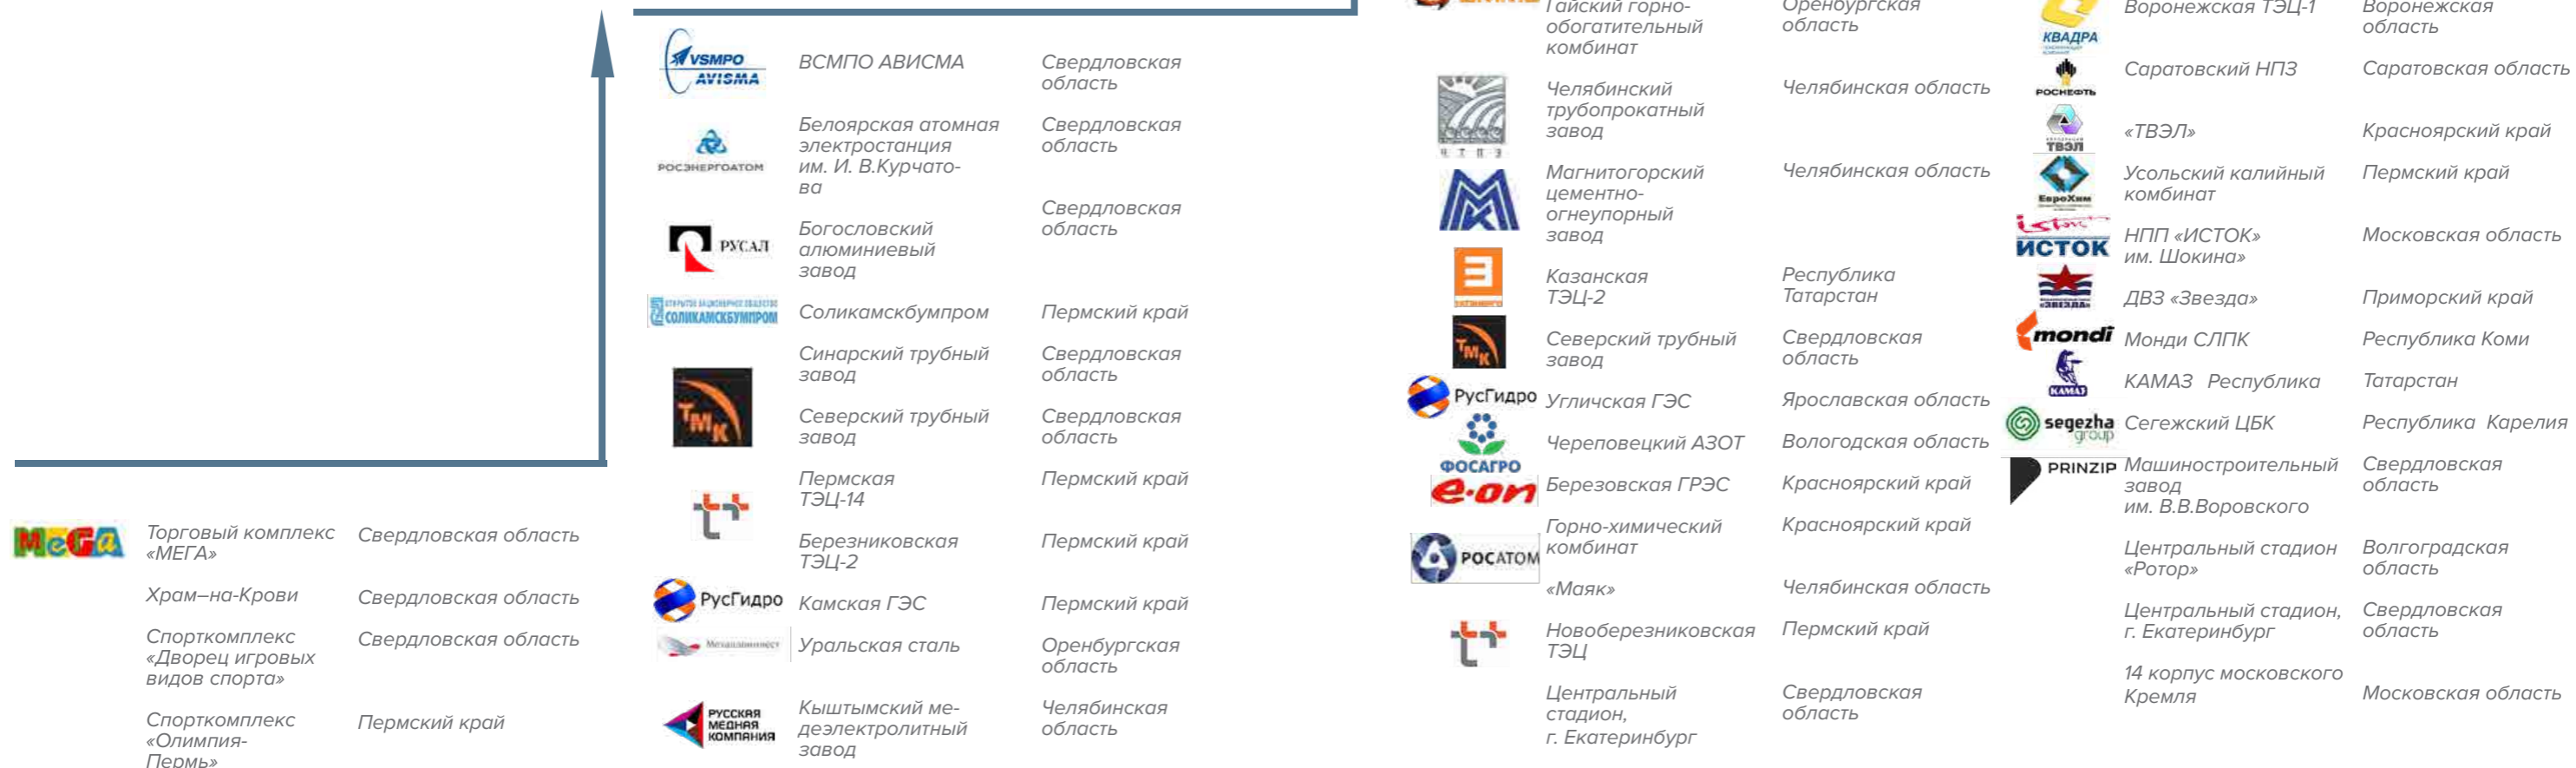 МеGа
Торговый комплекс
«МЕГА»
Свердловская область
Храм–на-Крови
Свердловская область
Спорткомплекс
«Дворец игровых
видов спорта»
Свердловская область
Спорткомплекс
«Олимпия-
Пермь»
Пермский край
VSMPO
AVISMA
ВСМПО АВИСМА
Свердловская
область
РОСЭНЕРГОАТОМ
Белоярская атомная
электростанция
им. И. В.Курчато-
ва
Свердловская
область
РУСАЛ
Богословский
алюминиевый
завод
Свердловская
область
ОТКРЫТОЕ АКЦИОНЕРНОЕ ОБЩЕСТВО
СОЛИКАМСКБУМПРОМ
Соликамскбумпром
Пермский край
Синарский трубный
завод
Свердловская
область
ТМК
Северский трубный
завод
Свердловская
область
Пермская
ТЭЦ-14
Пермский край
Березниковская
ТЭЦ-2
Пермский край
РусГидро
Камская ГЭС
Пермский край
Металлоинвест
Уральская сталь
Оренбургская
область
РУССКАЯ
МЕДНАЯ
КОМПАНИЯ
Кыштымский ме-
деэлектролитный
завод
Челябинская
область
Гайский горно-
обогатительный
комбинат
Оренбургская
область
ЧТПЗ
Челябинский
трубопрокатный
завод
Челябинская область
Магнитогорский
цементно-
огнеупорный
завод
Челябинская область
ТАТЭНЕРГО
Казанская
ТЭЦ-2
Республика
Татарстан
ТМК
Северский трубный
завод
Свердловская
область
РусГидро
Угличская ГЭС
Ярославская область
ФОСАГРО
Череповецкий АЗОТ
Вологодская область
e·on
Березовская ГРЭС
Красноярский край
РОСАТОМ
Горно-химический
комбинат
Красноярский край
«Маяк»
Челябинская область
Новоберезниковская
ТЭЦ
Пермский край
Центральный
стадион,
г. Екатеринбург
Свердловская
область
КВАДРА
Воронежская ТЭЦ-1
Воронежская
область
РОСНЕФТЬ
Саратовский НПЗ
Саратовская область
ТВЭЛ
«ТВЭЛ»
Красноярский край
ЕвроХим
Усольский калийный
комбинат
Пермский край
istok
ИСТОК
НПП «ИСТОК»
им. Шокина»
Московская область
«ЗВЕЗДА»
ДВЗ «Звезда»
Приморский край
mondi
Монди СЛПК
Республика Коми
КАМАЗ
КАМАЗ Республика
Татарстан
segezha
group
Сегежский ЦБК
Республика Карелия
PRINZIP
Машиностроительный
завод
им. В.В.Воровского
Свердловская
область
Центральный стадион
«Ротор»
Волгоградская
область
Центральный стадион,
г. Екатеринбург
Свердловская
область
14 корпус московского
Кремля
Московская область